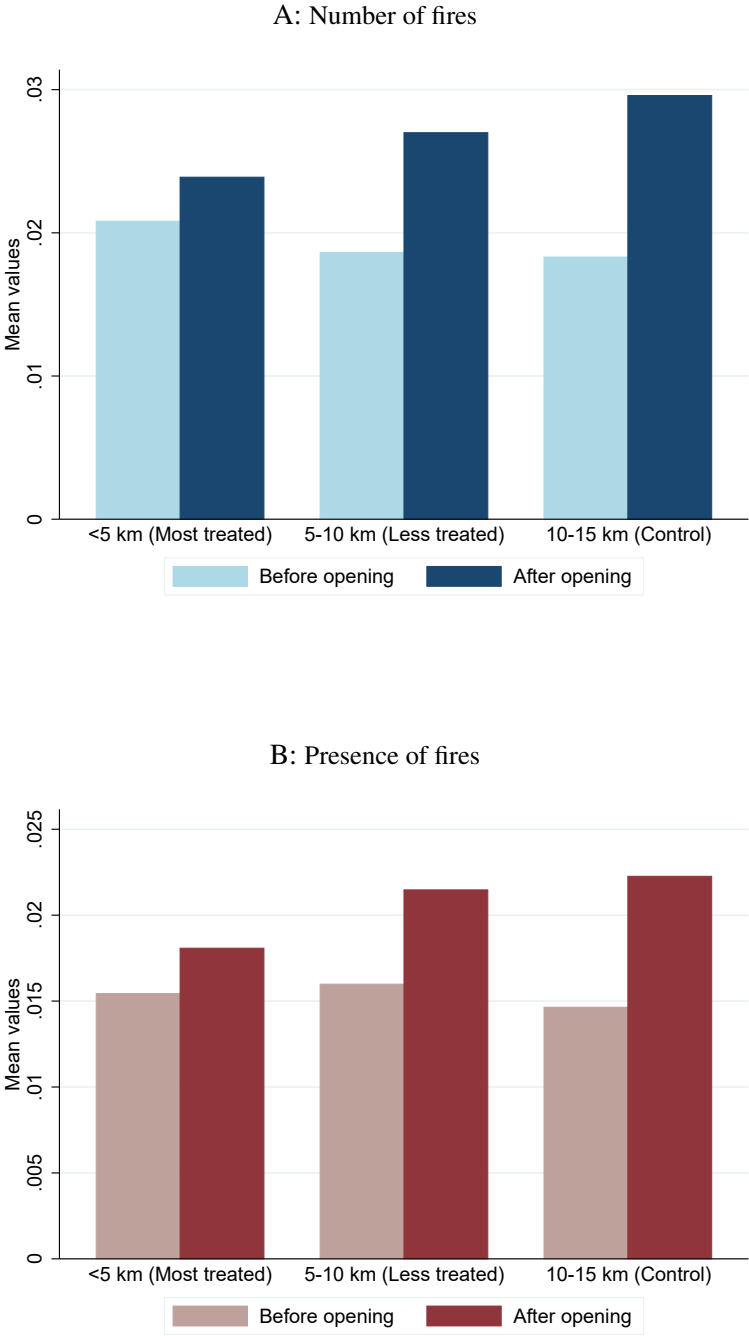 A: Number of fires
Mean values
.03
.02
.01
0
<5 km (Most treated) 5-10 km (Less treated) 10-15 km (Control)
Before opening After opening
B: Presence of fires
Mean values
.025
.02
.015
.01
.005
0
<5 km (Most treated) 5-10 km (Less treated) 10-15 km (Control)
Before opening After opening